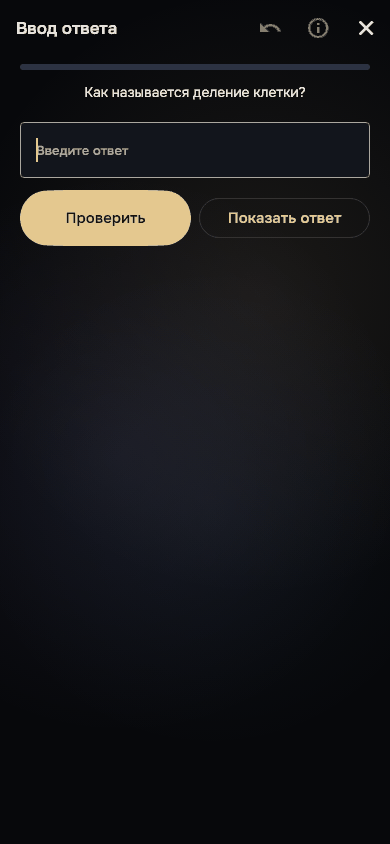 Ввод ответа
Как называется деление клетки?
Введите ответ
Проверить
Показать ответ